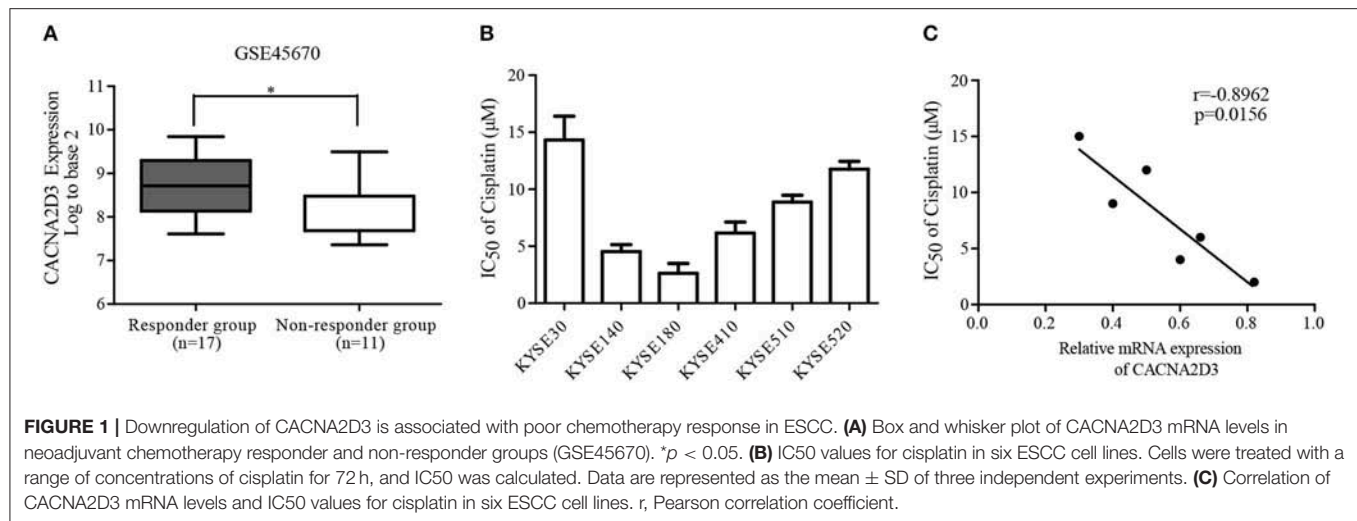 A
GSE45670
*
CACNA2D3 Expression
Log to base 2
11
10
9
8
7
6
Responder group
(n=17)
Non-responder group
(n=11)
B
IC50 of Cisplatin (µM)
20
15
10
5
0
KYSE30
KYSE140
KYSE180
KYSE410
KYSE510
KYSE520
C
r=-0.8962
p=0.0156
IC50 of Cisplatin (µM)
20
15
10
5
0
0.0 0.2 0.4 0.6 0.8 1.0
Relative mRNA expression
of CACNA2D3
FIGURE 1 | Downregulation of CACNA2D3 is associated with poor chemotherapy response in ESCC. (A) Box and whisker plot of CACNA2D3 mRNA levels in
neoadjuvant chemotherapy responder and non-responder groups (GSE45670). *p < 0.05. (B) IC50 values for cisplatin in six ESCC cell lines. Cells were treated with a
range of concentrations of cisplatin for 72 h, and IC50 was calculated. Data are represented as the mean ± SD of three independent experiments. (C) Correlation of
CACNA2D3 mRNA levels and IC50 values for cisplatin in six ESCC cell lines. r, Pearson correlation coefficient.